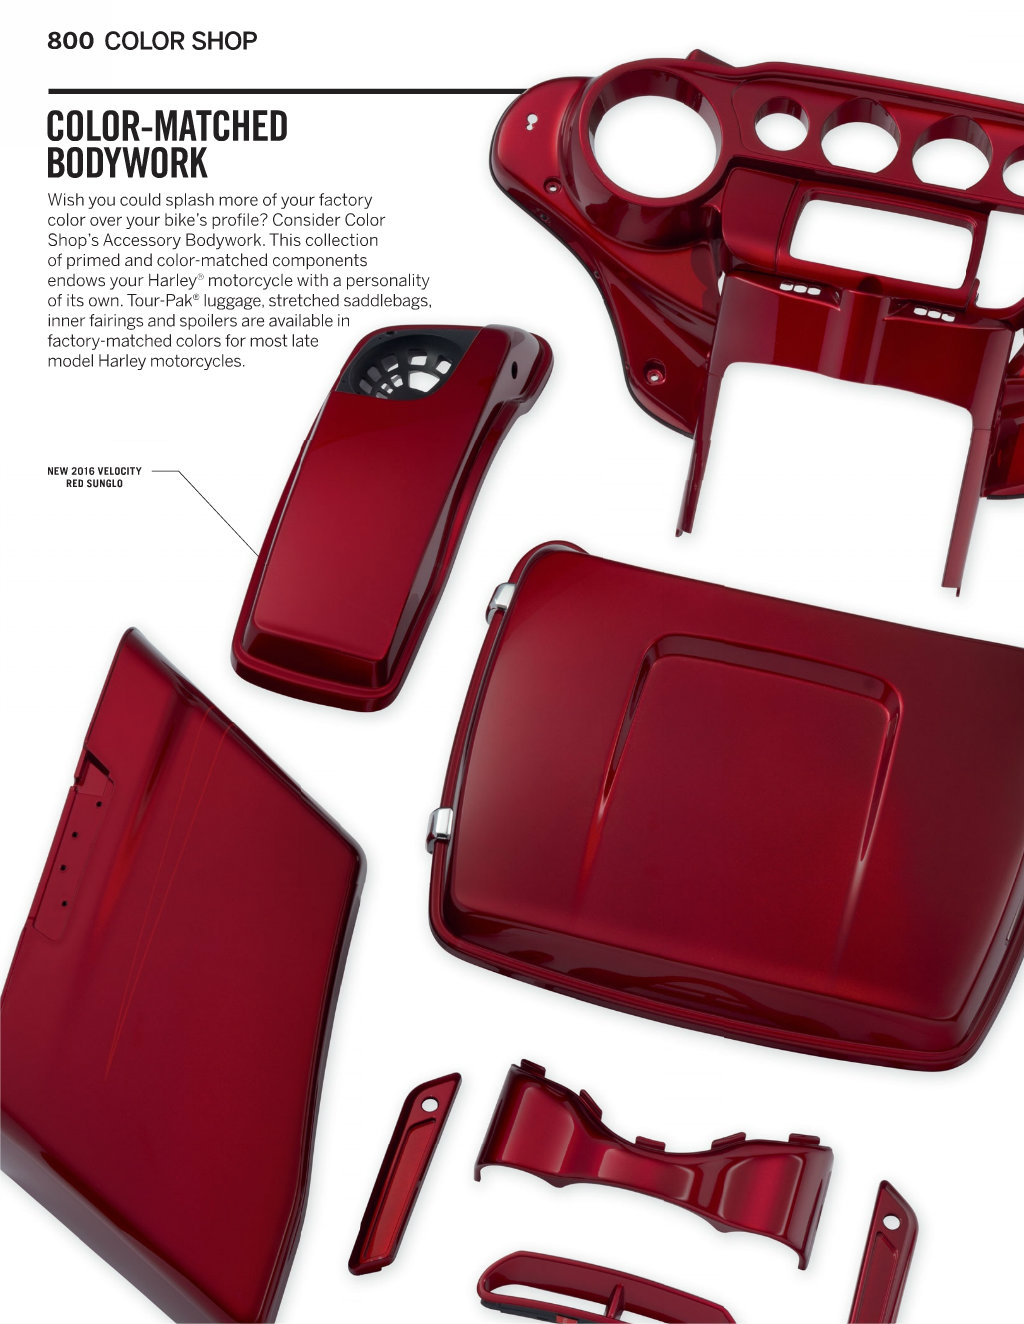 800 COLOR SHOP
COLOR-MATCHED
BODYWORK
Wish you could splash more of your factory
color over your bike's profile? Consider Color
Shop's Accessory Bodywork. This collection
of primed and color-matched components
endows your Harley® motorcycle with a personality
of its own. Tour-Pak® luggage, stretched saddlebags,
inner fairings and spoilers are available in
factory-matched colors for most late
model Harley motorcycles.
NEW 2016 VELOCITY
RED SUNGLO